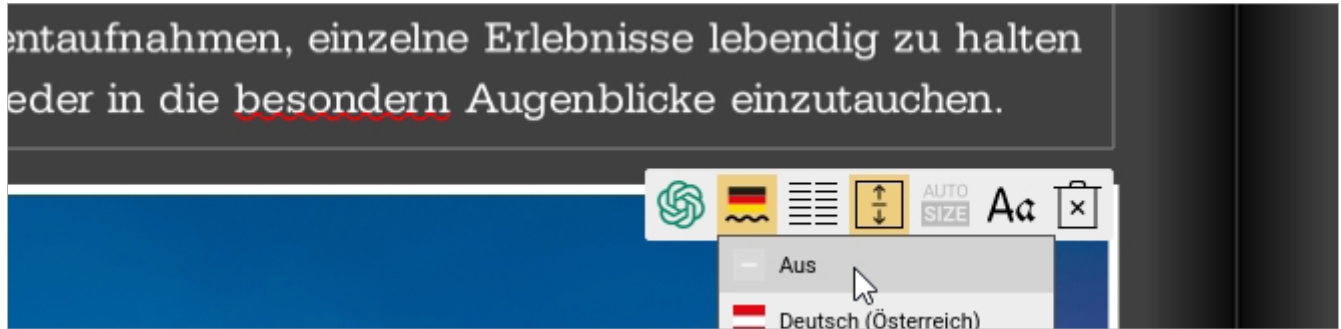 entaufnahmen, einzelne Erlebnisse lebendig zu halten
eder in die besondern Augenblicke einzutauchen.
AUTO
SIZE
Aa
Aus
Deutsch (Österreich)